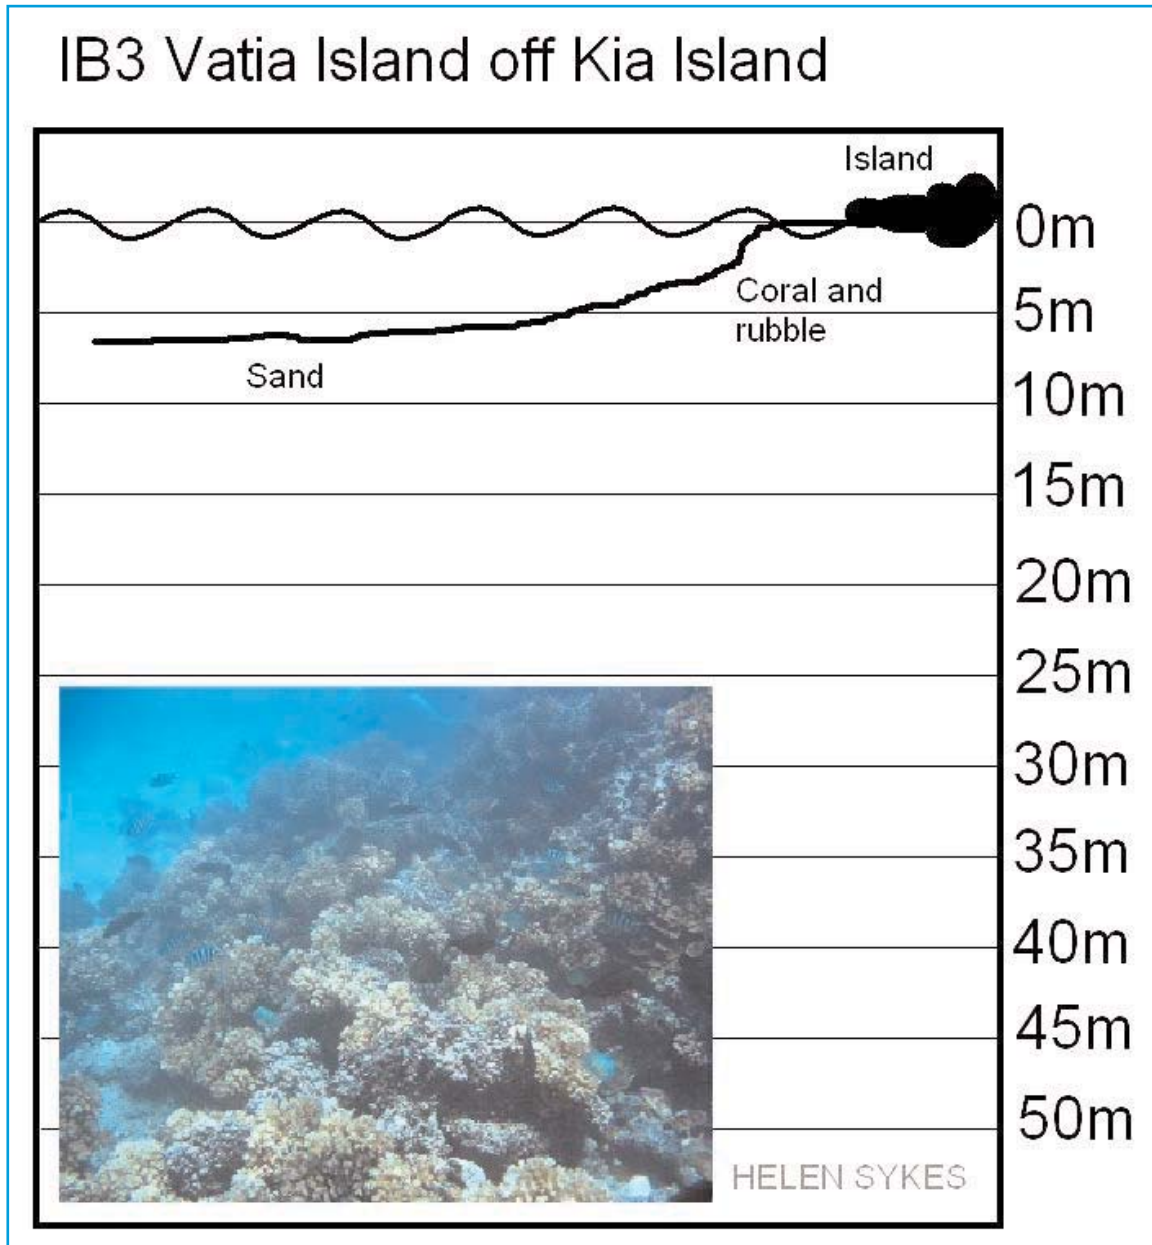 IB3 Vatia Island off Kia Island
Island
0m
Coral and
rubble
5m
Sand
10m
15m
20m
25m
30m
35m
40m
45m
50m
HELEN SYKES